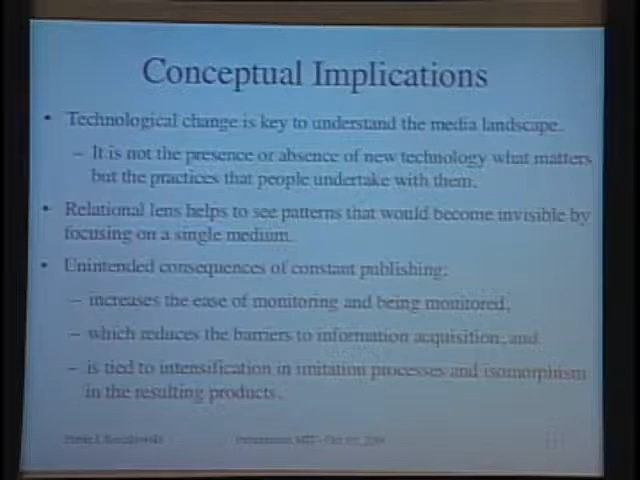 Conceptual Implications
• Technological change is key to understand the media landscape.
– It is not the presence or absence of new technology what matters
but the practices that people undertake with them.
• Relational lens helps to see patterns that would become invisible by
focusing on a single medium.
• Unintended consequences of constant publishing:
– increases the ease of monitoring and being monitored,
– which reduces the barriers to information acquisition, and
– is tied to intensification in imitation processes and isomorphism
in the resulting products.